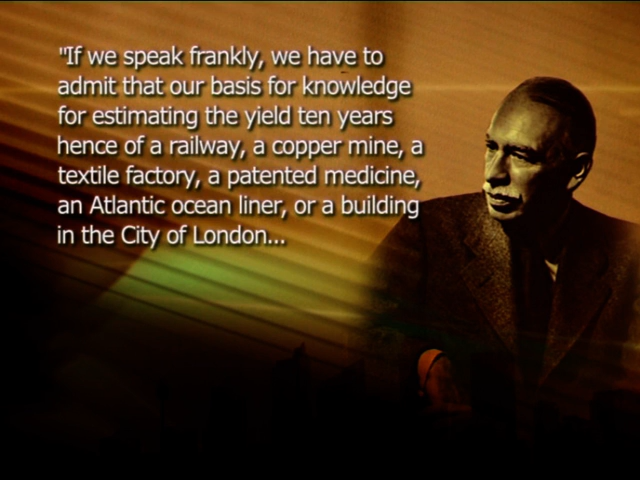 "If we speak frankly, we have to
admit that our basis for knowledge
for estimating the yield ten years
hence of a railway, a copper mine, a
textile factory, a patented medicine,
an Atlantic ocean liner, or a building
in the City of London...